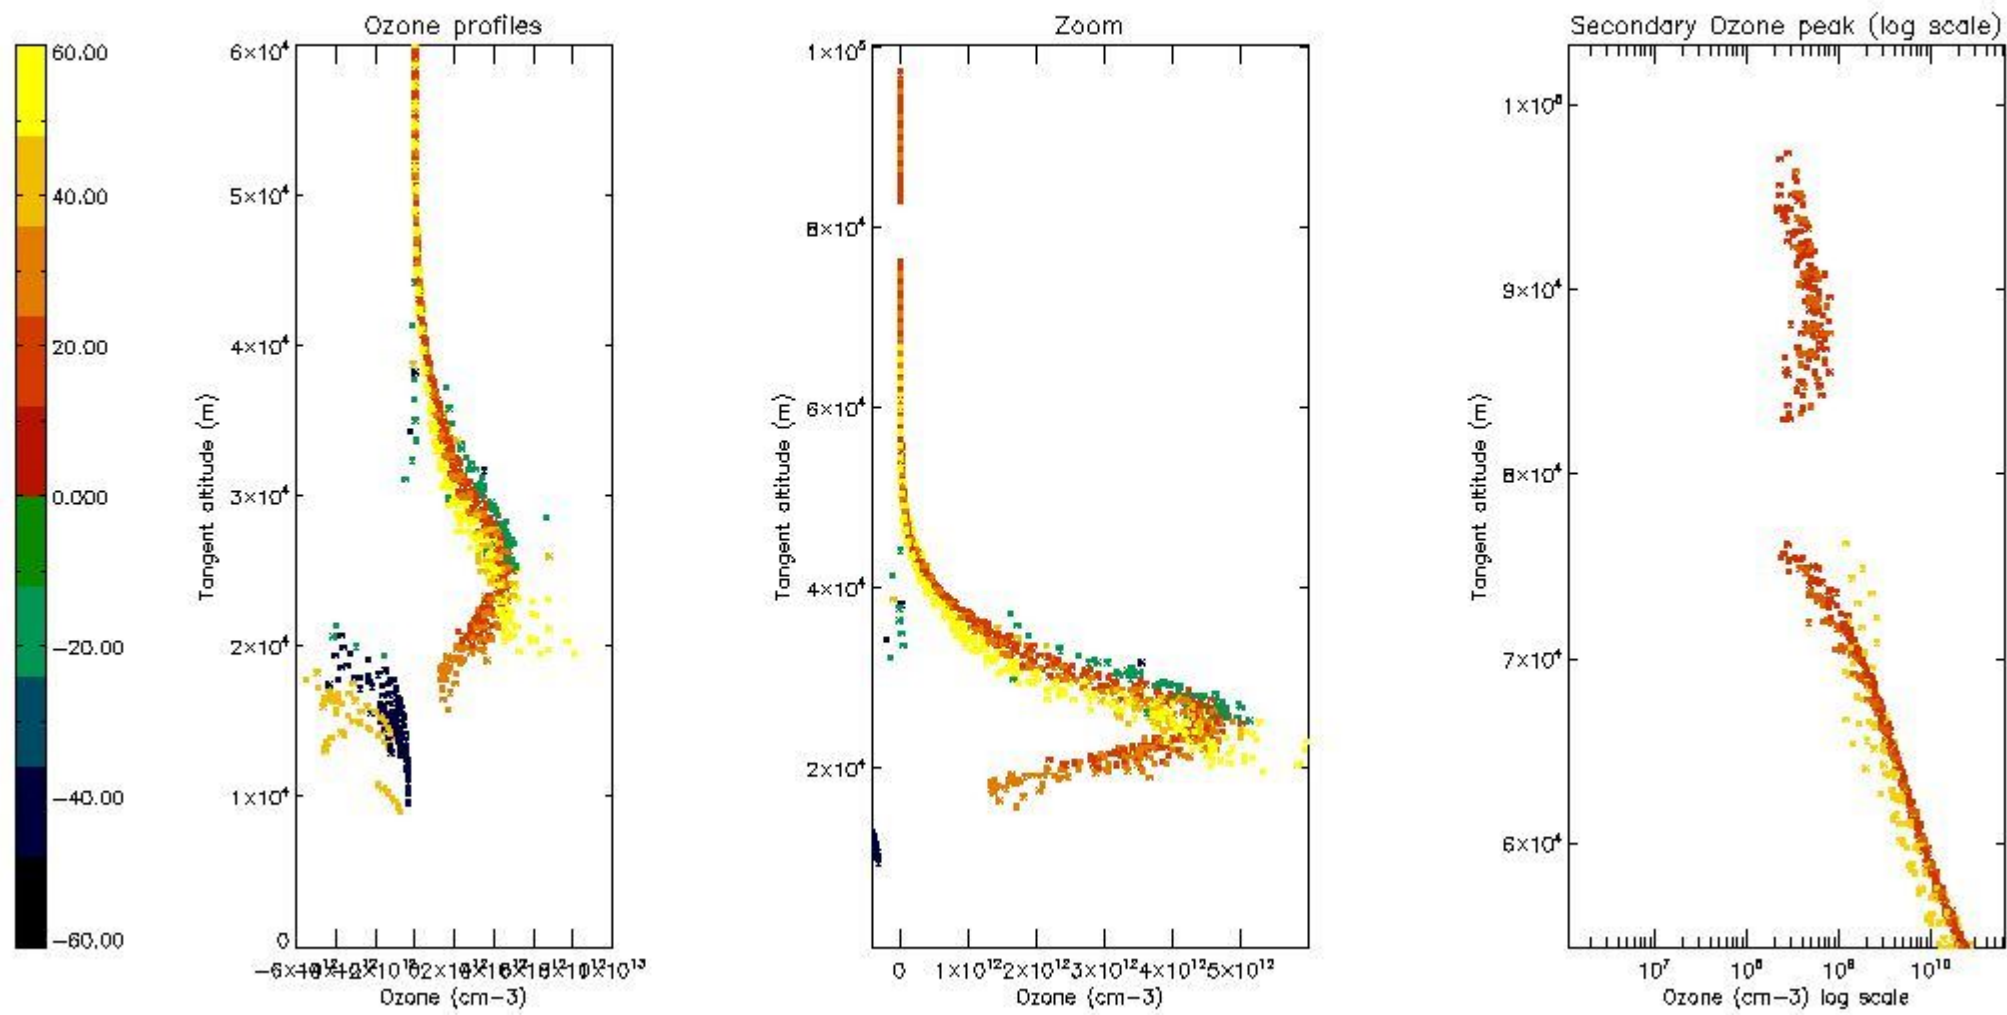 Ozone profiles
Zoom
Secondary Ozone peak (log scale)
60.00
40.00
20.00
-20.00
-40.00
-60.00
6×10⁴
5×10⁴
4×10⁴
3×10⁴
2×10⁴
1×10⁴
0
Tangent altitude (m)
Ozone (cm-3)
1×10⁵
8×10⁴
6×10⁴
4×10⁴
2×10⁴
Tangent altitude (m)
0 1×10¹² 2×10¹² 3×10¹² 4×10¹² 5×10¹²
Ozone (cm-3)
9×10⁴
8×10⁴
7×10⁴
6×10⁴
Tangent altitude (m)
10⁷ 10⁸ 10⁹ 10¹⁰
Ozone (cm-3) log scale